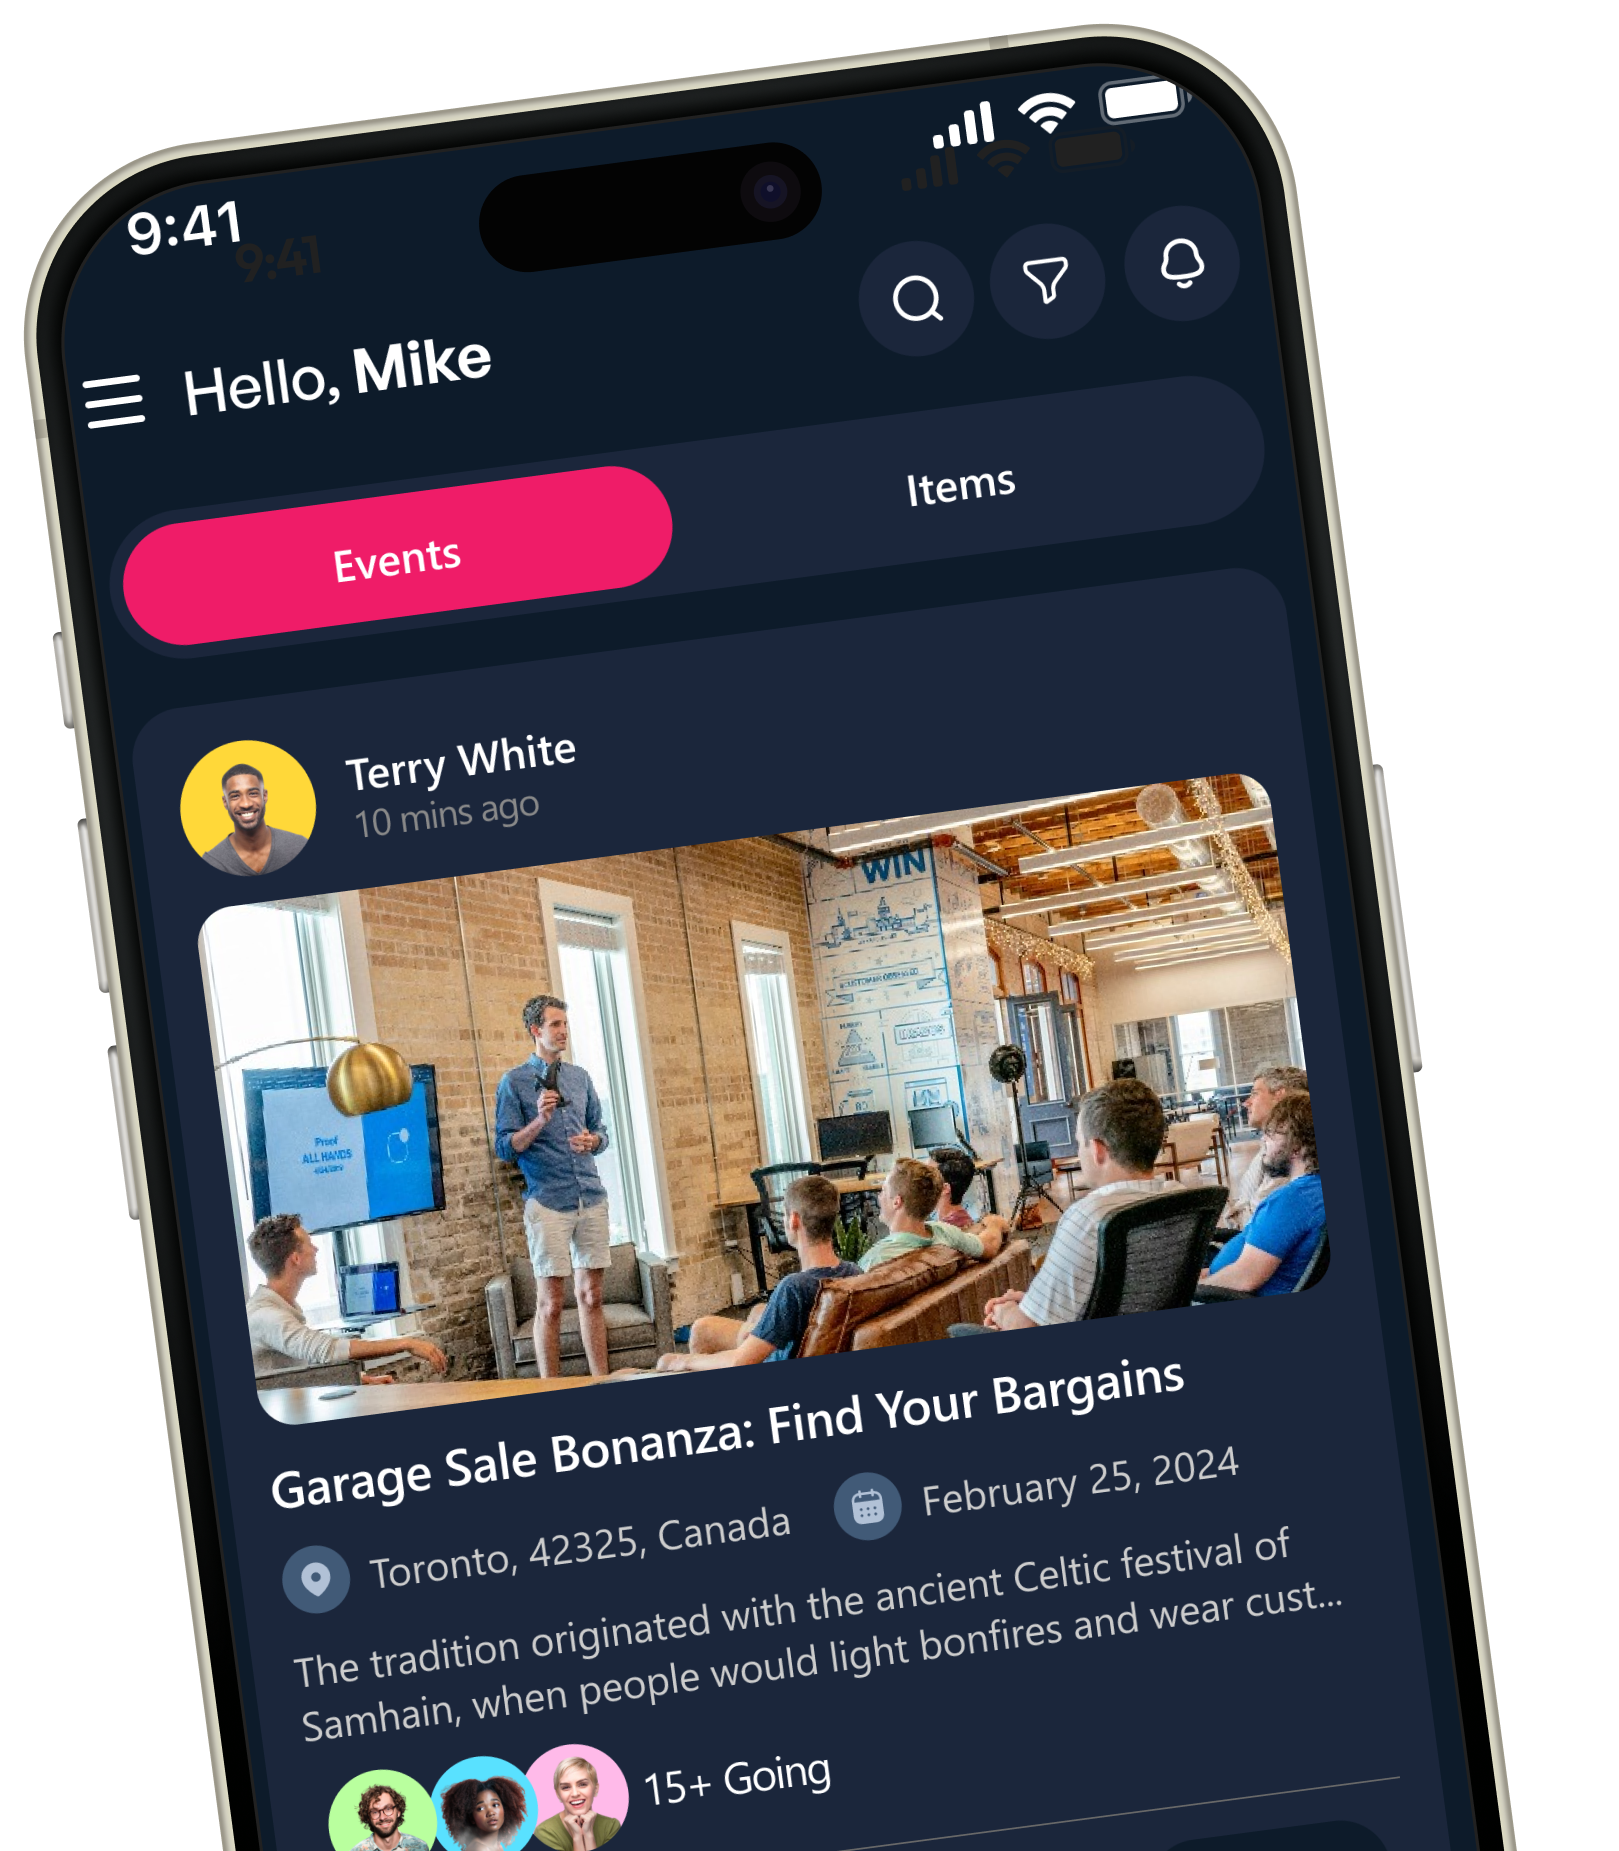 9:41
9:41
Hello, Mike
Events
Items
Terry White
10 mins ago
WIN
Proof
ALL HANDS
Garage Sale Bonanza: Find Your Bargains
Toronto, 42325, Canada
February 25, 2024
The tradition originated with the ancient Celtic festival of
Samhain, when people would light bonfires and wear cust...
15+ Going